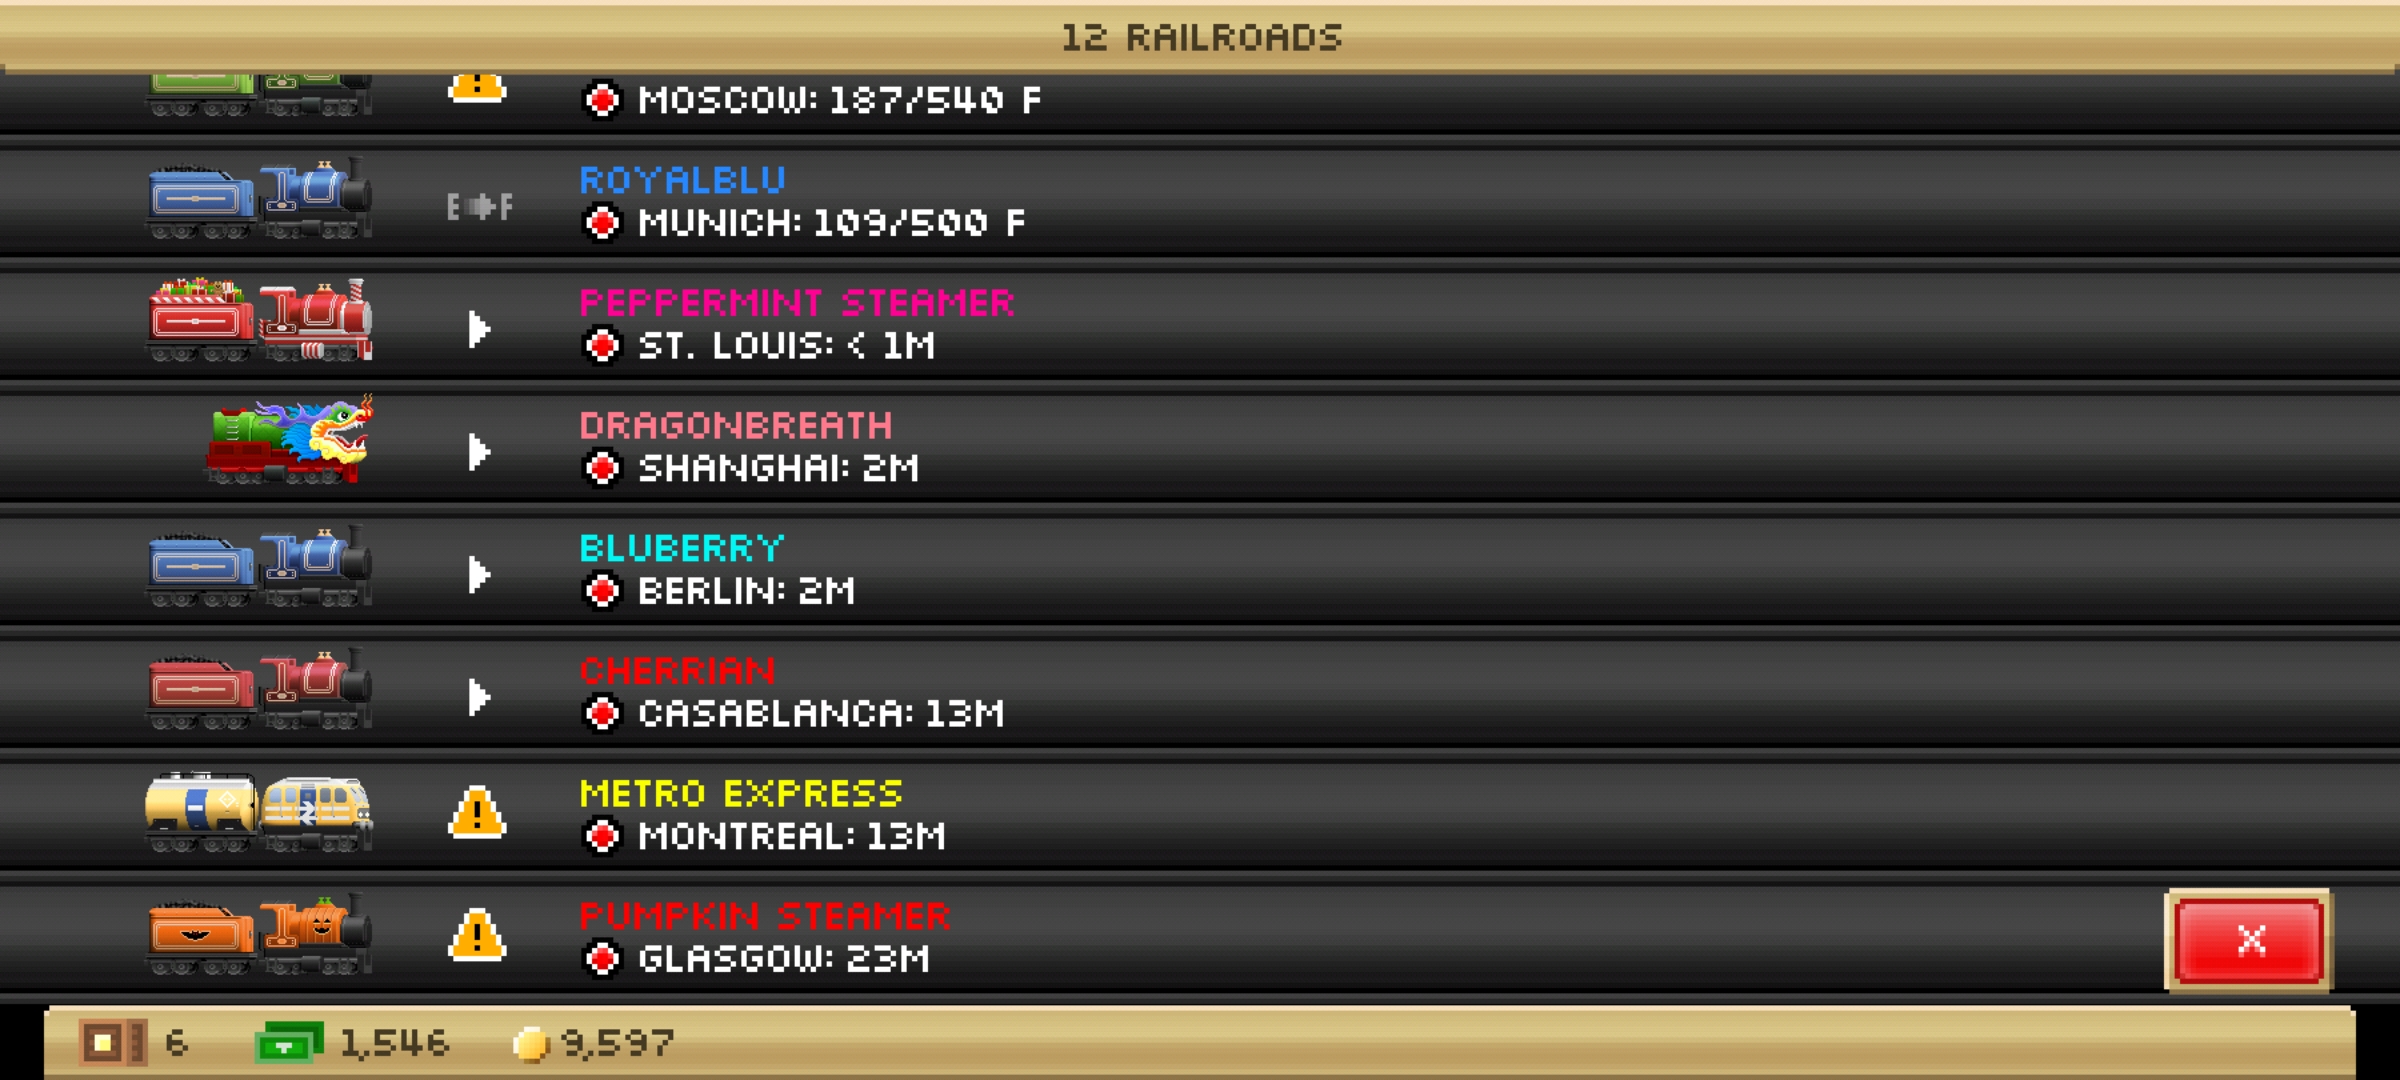 12 RAILROADS
MOSCOW: 187/540 F
E F
ROYALBLU
MUNICH: 109/500 F
PEPPERMINT STEAMER
ST. LOUIS: < 1M
DRAGONBREATH
SHANGHAI: 2M
BLUBERRY
BERLIN: 2M
CHERRIAN
CASABLANCA: 13M
METRO EXPRESS
MONTREAL: 13M
PUMPKIN STEAMER
GLASGOW: 23M
X
6 1,546 9,597